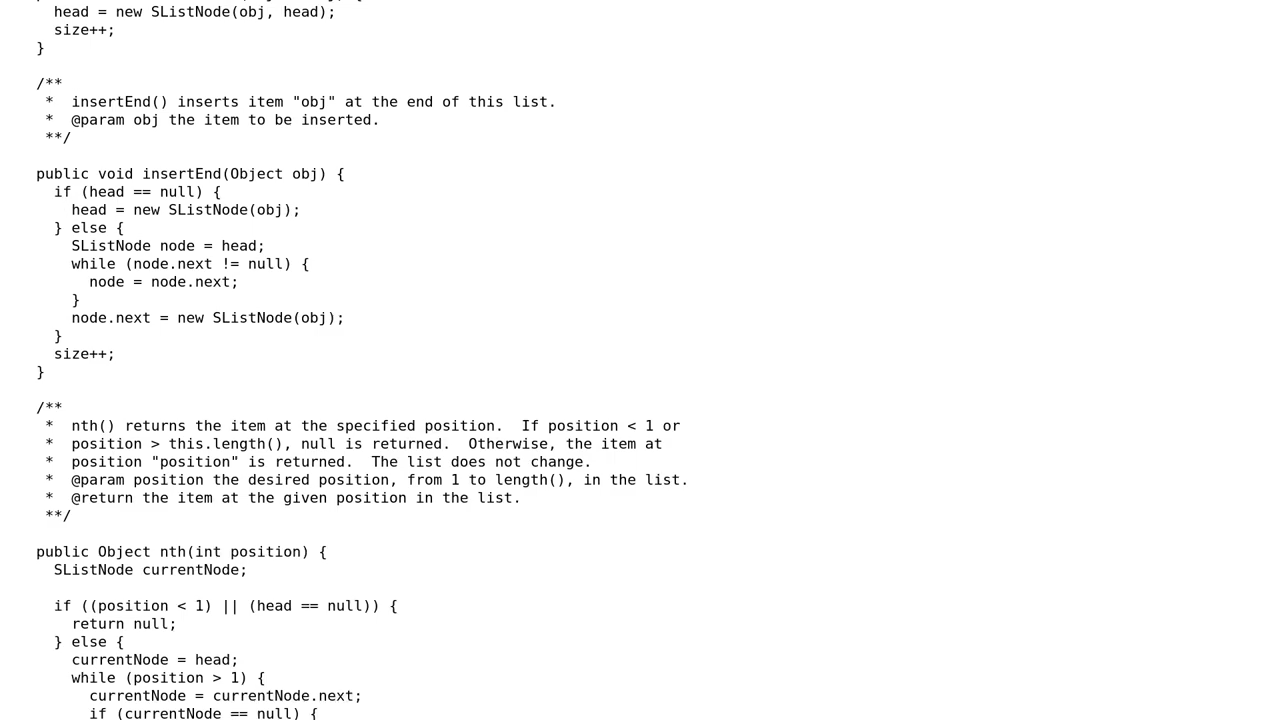 head = new SListNode(obj, head);
    size++;
  }

  /**
   *  insertEnd() inserts item "obj" at the end of this list.
   *  @param obj the item to be inserted.
   **/

  public void insertEnd(Object obj) {
    if (head == null) {
      head = new SListNode(obj);
    } else {
      SListNode node = head;
      while (node.next != null) {
        node = node.next;
      }
      node.next = new SListNode(obj);
    }
    size++;
  }

  /**
   *  nth() returns the item at the specified position.  If position < 1 or
   *  position > this.length(), null is returned.  Otherwise, the item at
   *  position "position" is returned.  The list does not change.
   *  @param position the desired position, from 1 to length(), in the list.
   *  @return the item at the given position in the list.
   **/

  public Object nth(int position) {
    SListNode currentNode;

    if ((position < 1) || (head == null)) {
      return null;
    } else {
      currentNode = head;
      while (position > 1) {
        currentNode = currentNode.next;
        if (currentNode == null) {